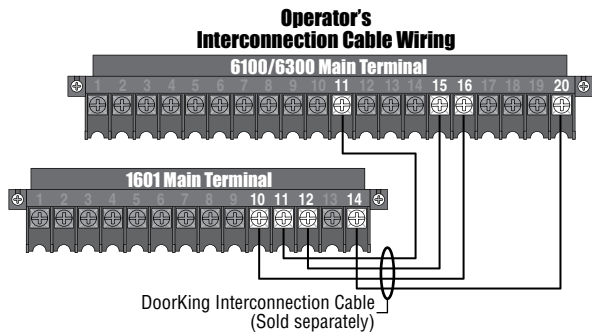 Operator's
Interconnection Cable Wiring
6100/6300 Main Terminal
1 2 3 4 5 6 7 8 9 10 11 12 13 14 15 16 17 18 19 20
1601 Main Terminal
1 2 3 4 5 6 7 8 9 10 11 12 13 14
DoorKing Interconnection Cable
(Sold separately)